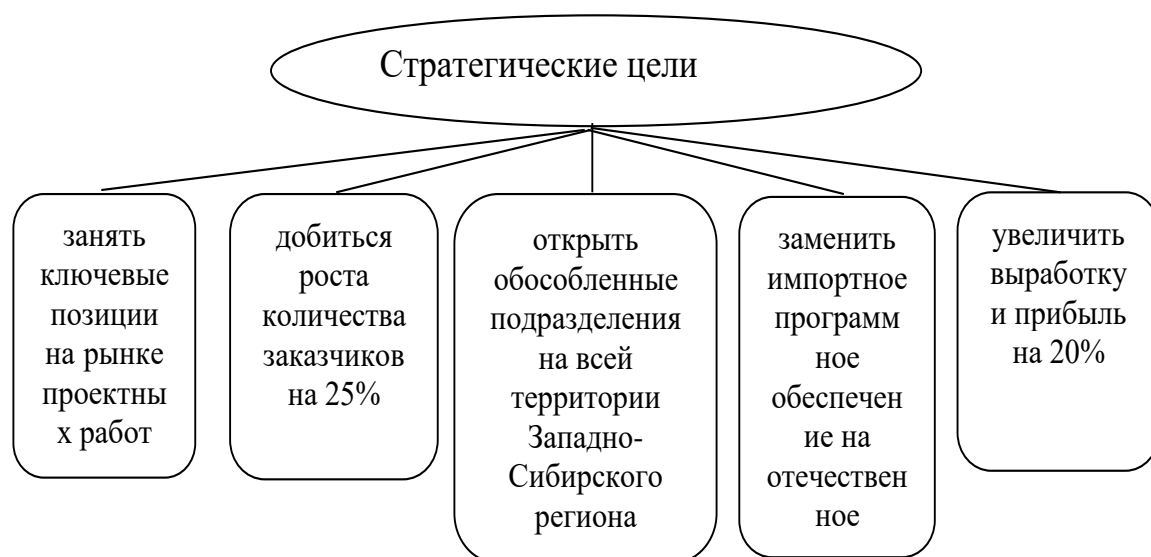 Стратегические цели
занять
ключевые
позиции
на рынке
проектны
х работ
добиться
роста
количества
заказчиков
на 25%
открыть
обособленные
подразделения
на всей
территории
Западно-
Сибирского
региона
заменить
импортное
программ
ное
обеспечен
ие на
отечествен
ное
увеличить
выработку
и прибыль
на 20%